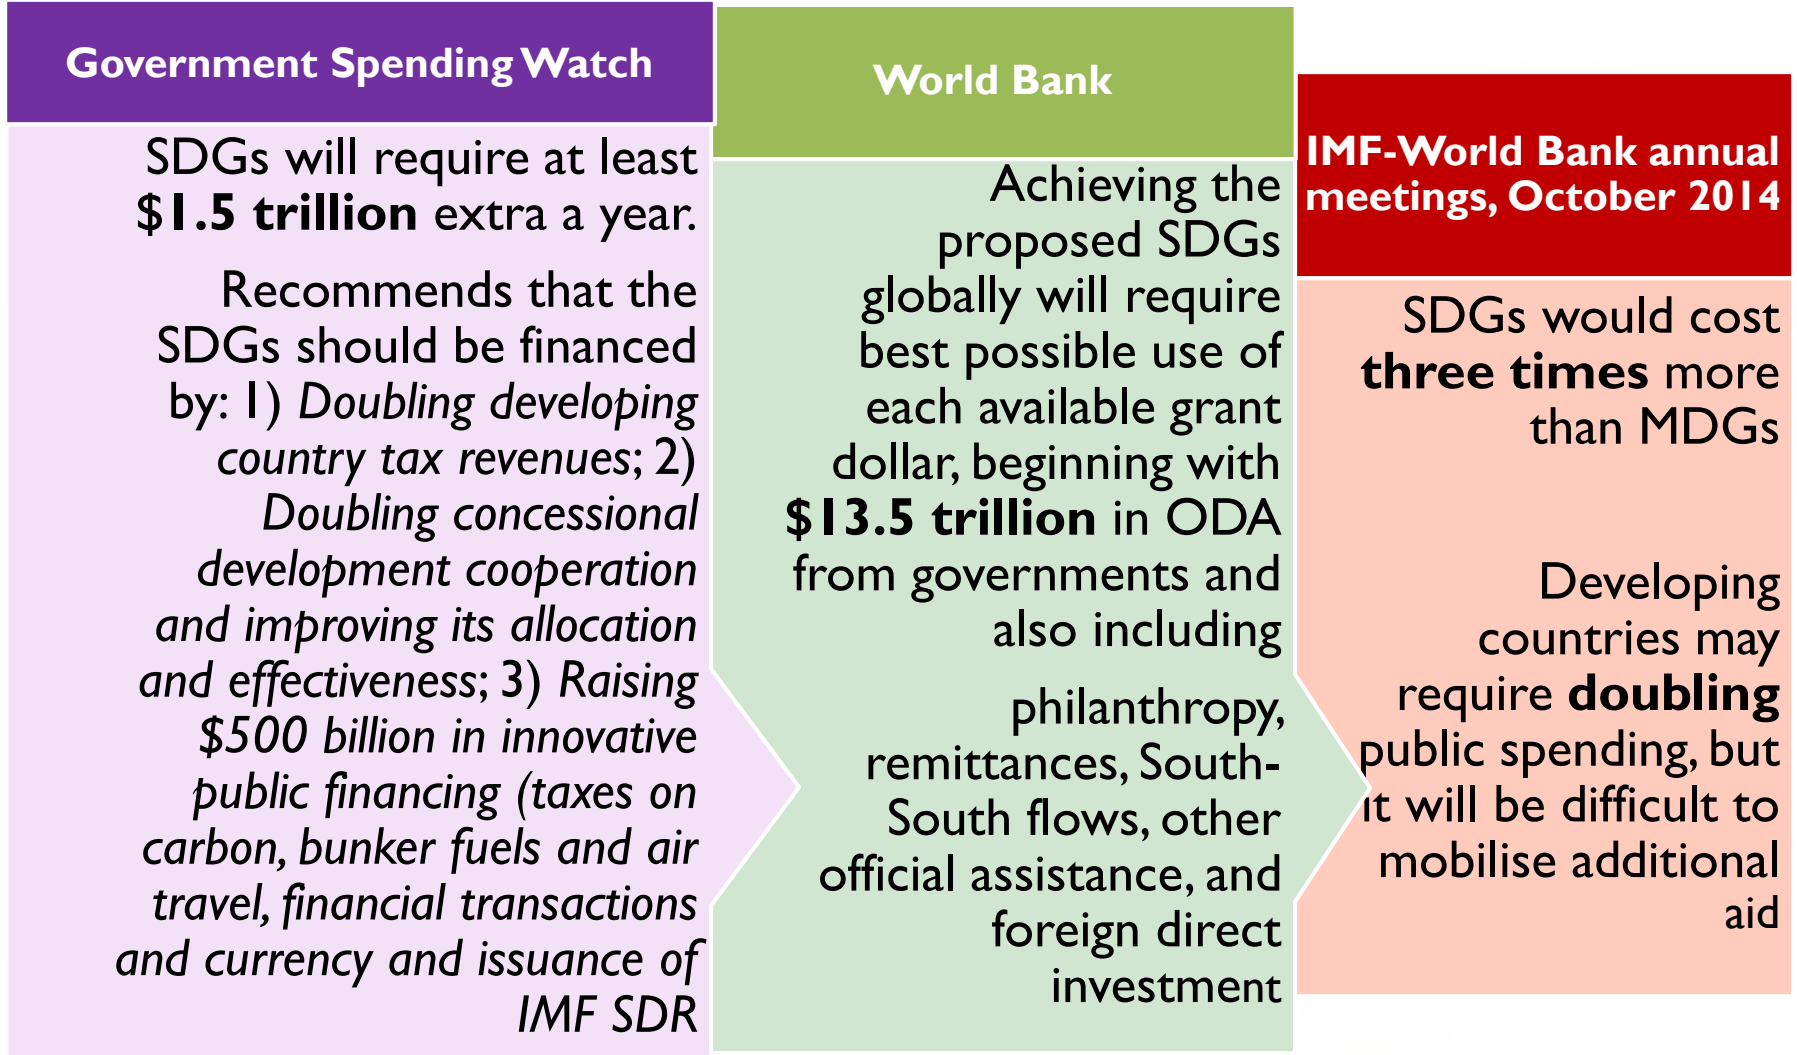 Government Spending Watch
SDGs will require at least
$1.5 trillion extra a year.
Recommends that the
SDGs should be financed
by: 1) Doubling developing
country tax revenues; 2)
Doubling concessional
development cooperation
and improving its allocation
and effectiveness; 3) Raising
$500 billion in innovative
public financing (taxes on
carbon, bunker fuels and air
travel, financial transactions
and currency and issuance of
IMF SDR
World Bank
Achieving the
proposed SDGs
globally will require
best possible use of
each available grant
dollar, beginning with
$13.5 trillion in ODA
from governments and
also including
philanthropy,
remittances, South-
South flows, other
official assistance, and
foreign direct
investment
IMF-World Bank annual
meetings, October 2014
SDGs would cost
three times more
than MDGs
Developing
countries may
require doubling
public spending, but
it will be difficult to
mobilise additional
aid